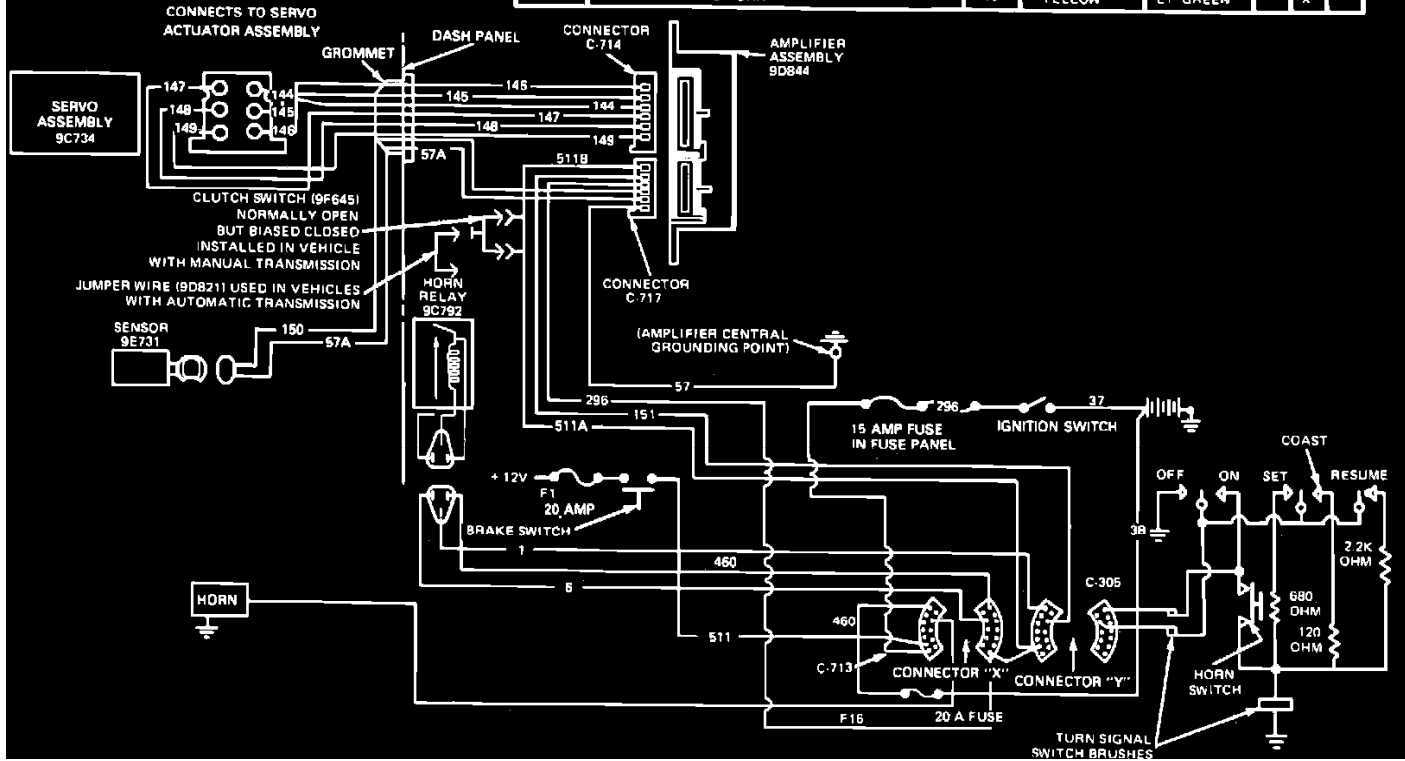 YELLOW
LT GREEN
X
CONNECTS TO SERVO
ACTUATOR ASSEMBLY
GROMMET
DASH PANEL
CONNECTOR
C-714
AMPLIFIER
ASSEMBLY
9D844
SERVO
ASSEMBLY
9C734
147
148
149
144
145
146
146
145
144
147
148
149
57A
511B
CLUTCH SWITCH (9F645)
NORMALLY OPEN
BUT BIASED CLOSED
INSTALLED IN VEHICLE
WITH MANUAL TRANSMISSION
JUMPER WIRE (9D821) USED IN VEHICLES
WITH AUTOMATIC TRANSMISSION
HORN
RELAY
9C792
CONNECTOR
C-717
SENSOR
9E731
150
57A
(AMPLIFIER CENTRAL
GROUNDING POINT)
57
296
151
511A
296
37
15 AMP FUSE
IN FUSE PANEL
IGNITION SWITCH
COAST
OFF
ON
SET
RESUME
+ 12V
F1
20 AMP
BRAKE SWITCH
38
2.2K
OHM
1
460
6
C-305
680
OHM
120
OHM
HORN
460
511
C-713
CONNECTOR "X"
CONNECTOR "Y"
HORN
SWITCH
F16
20 A FUSE
TURN SIGNAL
SWITCH BRUSHES